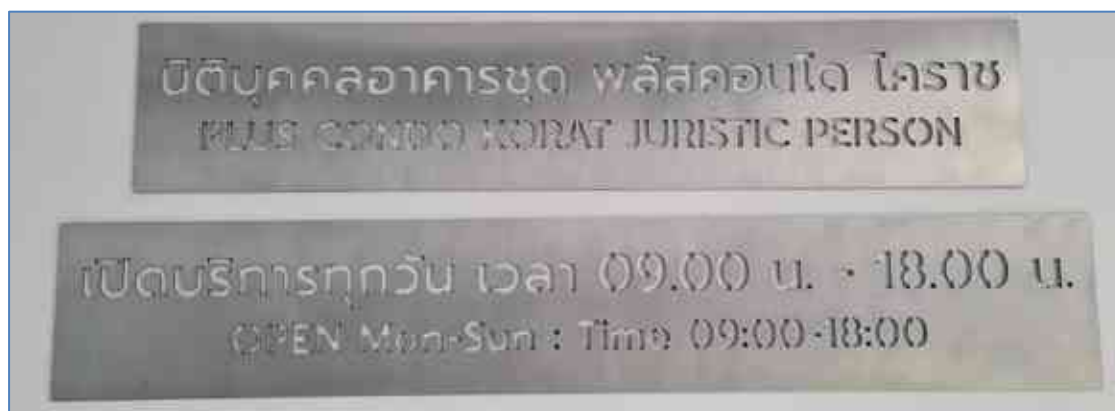 นิติบุคคลอาคารชุด พลัสคอนโด โคราช
PLUS CONDO KORAT JURISTIC PERSON
เปิดบริการทุกวัน เวลา 09.00 น. - 18.00 น.
OPEN Mon-Sun : Time 09:00-18:00